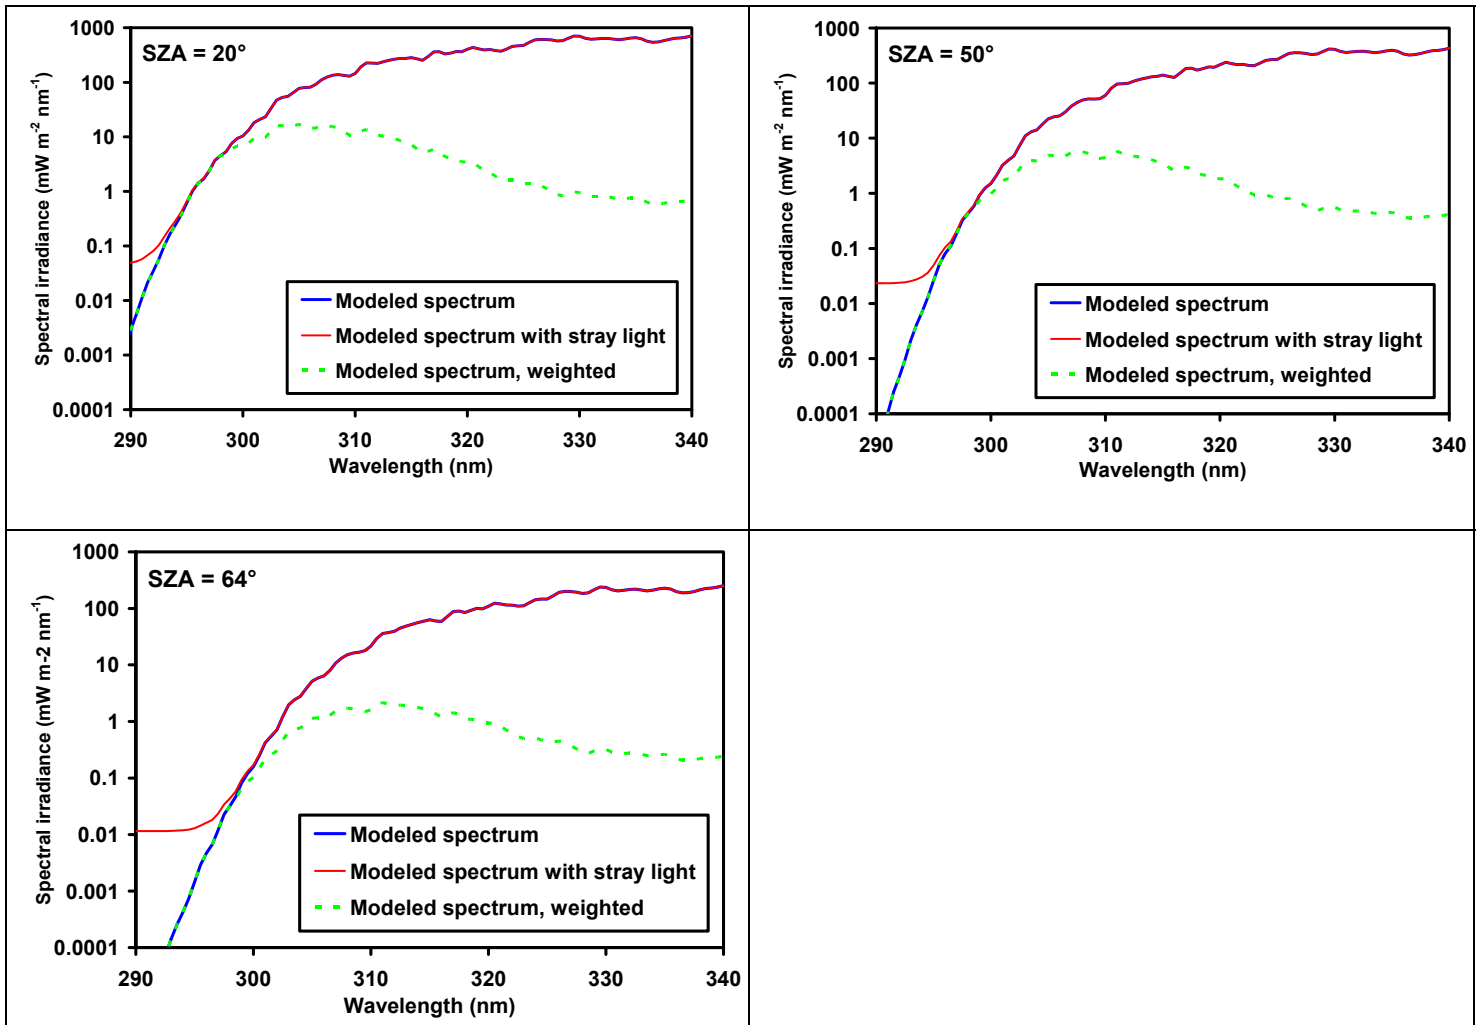 SZA = 20°
Spectral irradiance (mW m-2 nm-1)
1000
100
10
1
0.1
0.01
0.001
0.0001
Modeled spectrum
Modeled spectrum with stray light
Modeled spectrum, weighted
290 300 310 320 330 340
Wavelength (nm)
SZA = 50°
Spectral irradiance (mW m-2 nm-1)
1000
100
10
1
0.1
0.01
0.001
0.0001
Modeled spectrum
Modeled spectrum with stray light
Modeled spectrum, weighted
290 300 310 320 330 340
Wavelength (nm)
SZA = 64°
Spectral irradiance (mW m-2 nm-1)
1000
100
10
1
0.1
0.01
0.001
0.0001
Modeled spectrum
Modeled spectrum with stray light
Modeled spectrum, weighted
290 300 310 320 330 340
Wavelength (nm)